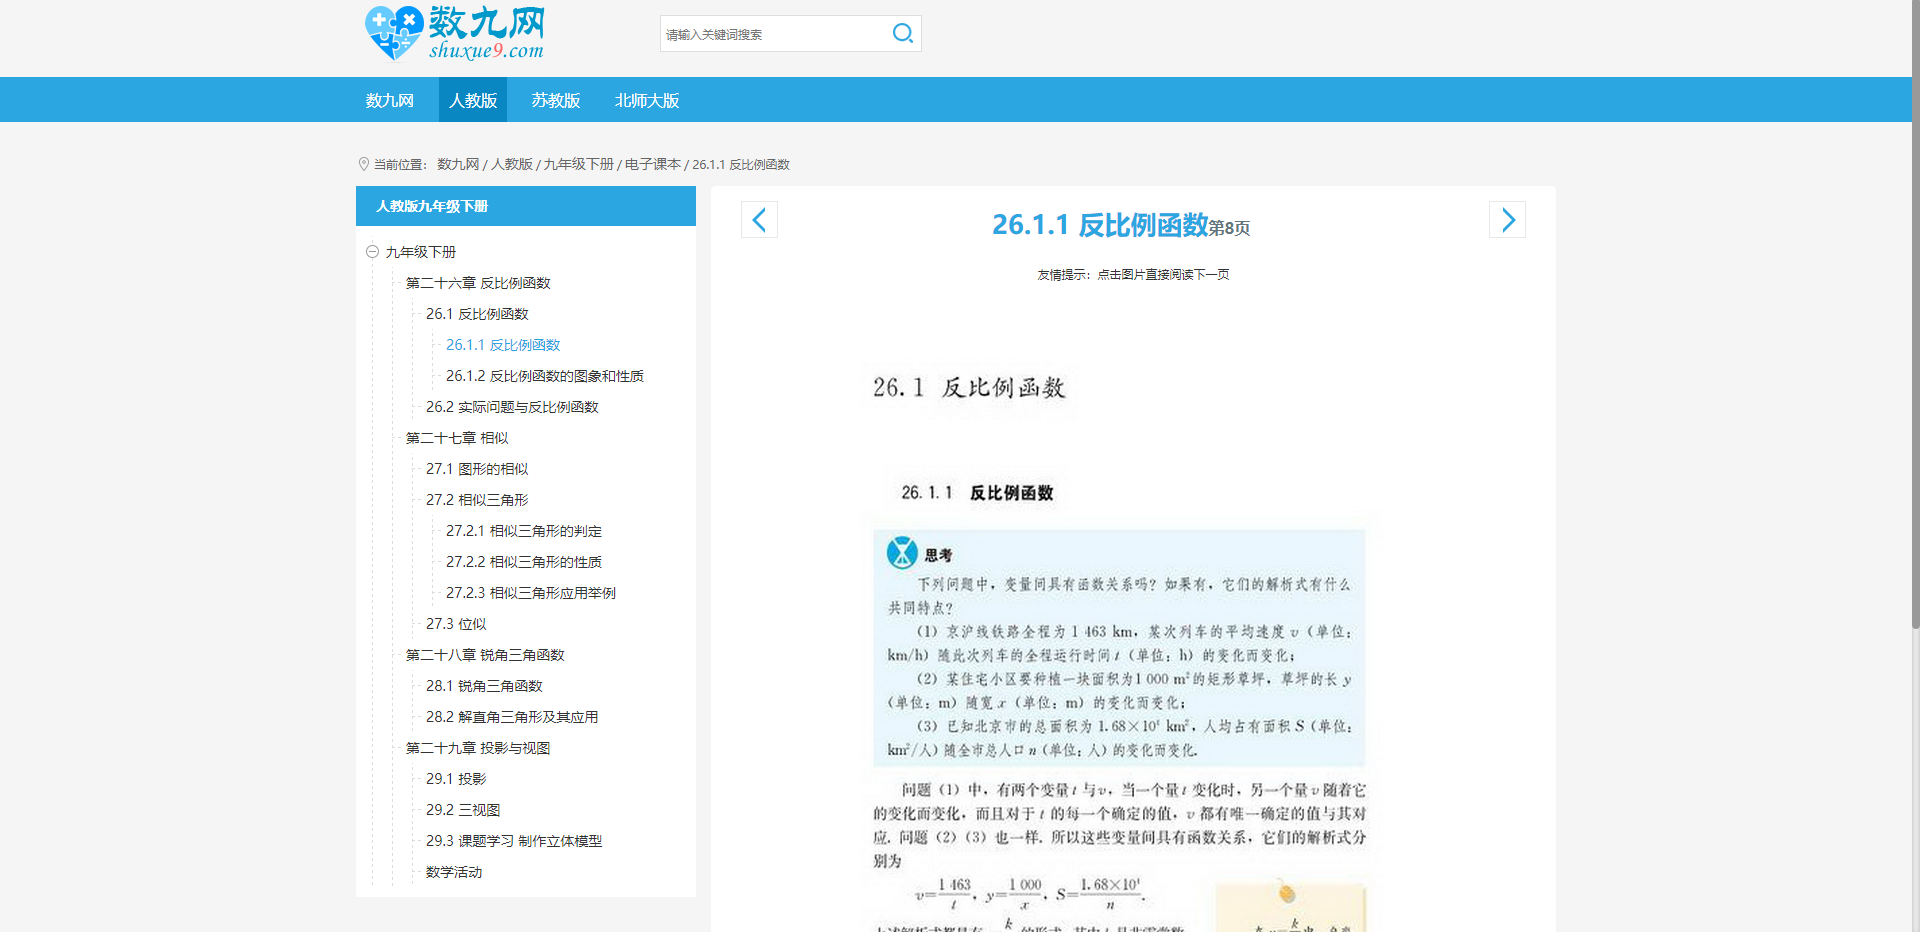 数九网
shuxue9.com
请输入关键词搜索
数九网 人教版 苏教版 北师大版
当前位置： 数九网 / 人教版 / 九年级下册 / 电子课本 / 26.1.1 反比例函数
人教版九年级下册
九年级下册
第二十六章 反比例函数
26.1 反比例函数
26.1.1 反比例函数
26.1.2 反比例函数的图象和性质
26.2 实际问题与反比例函数
第二十七章 相似
27.1 图形的相似
27.2 相似三角形
27.2.1 相似三角形的判定
27.2.2 相似三角形的性质
27.2.3 相似三角形应用举例
27.3 位似
第二十八章 锐角三角函数
28.1 锐角三角函数
28.2 解直角三角形及其应用
第二十九章 投影与视图
29.1 投影
29.2 三视图
29.3 课题学习 制作立体模型
数学活动
26.1.1 反比例函数第8页
友情提示：点击图片直接阅读下一页
26.1 反比例函数
26.1.1 反比例函数
思考
下列问题中，变量间具有函数关系吗？如果有，它们的解析式有什么
共同特点？
（1）京沪线铁路全程为 1 463 km，某次列车的平均速度 v（单位：
km/h）随此次列车的全程运行时间 t（单位：h）的变化而变化；
（2）某住宅小区要种植一块面积为1 000 m²的矩形草坪，草坪的长 y
（单位：m）随宽 x（单位：m）的变化而变化；
（3）已知北京市的总面积为 1.68×10⁴ km²，人均占有面积 S（单位：
km²/人）随全市总人口 n（单位：人）的变化而变化.
问题（1）中，有两个变量 t 与 v，当一个量 t 变化时，另一个量 v 随着它
的变化而变化，而且对于 t 的每一个确定的值，v 都有唯一确定的值与其对
应. 问题（2）（3）也一样. 所以这些变量间具有函数关系，它们的解析式分
别为
v=1 463/t，y=1 000/x，S=1.68×10⁴/n.